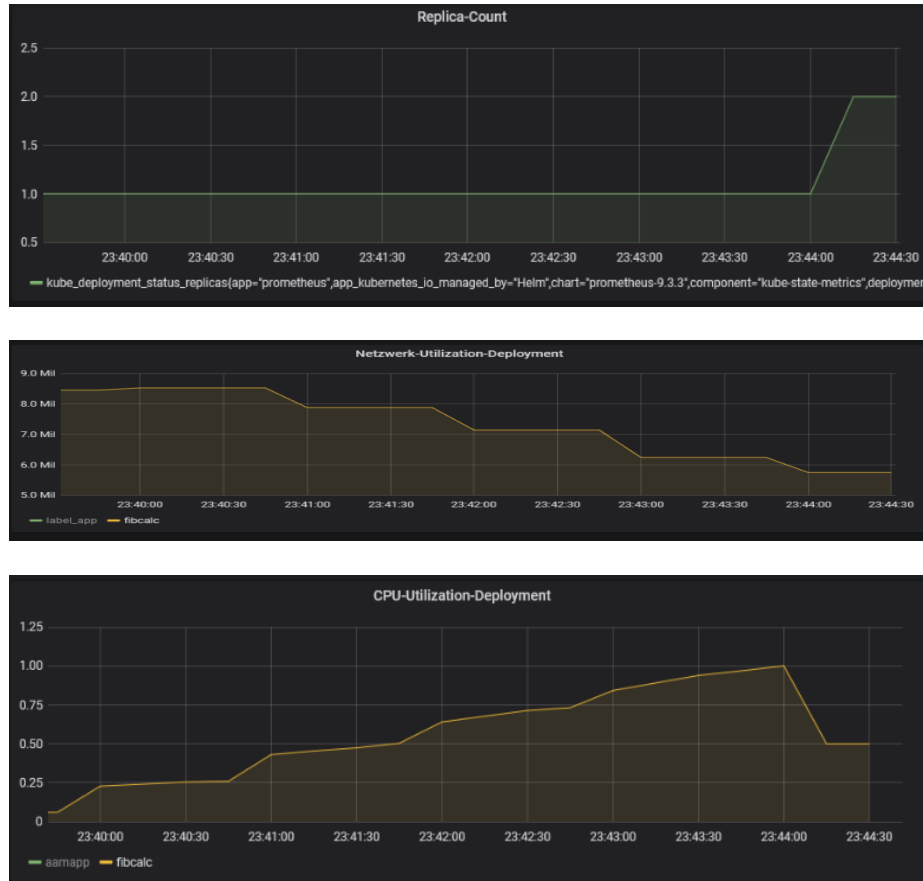 Replica-Count
2.5
2.0
1.5
1.0
0.5
23:40:00 23:40:30 23:41:00 23:41:30 23:42:00 23:42:30 23:43:00 23:43:30 23:44:00 23:44:30
kube_deployment_status_replicas{app="prometheus",app_kubernetes_io_managed_by="Helm",chart="prometheus-9.3.3",component="kube-state-metrics",deploymen
Netzwerk-Utilization-Deployment
9.0 Mil
8.0 Mil
7.0 Mil
6.0 Mil
5.0 Mil
23:40:00 23:40:30 23:41:00 23:41:30 23:42:00 23:42:30 23:43:00 23:43:30 23:44:00 23:44:30
label_app fibcalc
CPU-Utilization-Deployment
1.25
1.00
0.75
0.50
0.25
0
23:40:00 23:40:30 23:41:00 23:41:30 23:42:00 23:42:30 23:43:00 23:43:30 23:44:00 23:44:30
aamapp fibcalc